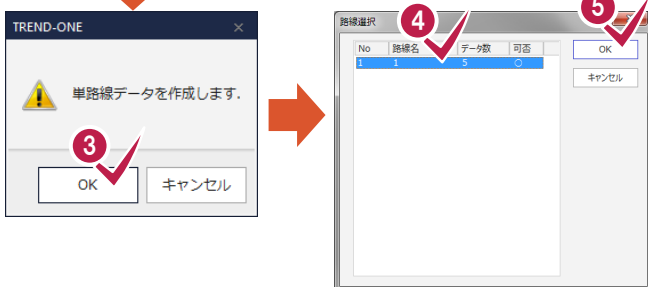 TREND-ONE
単路線データを作成します.
3
OK キャンセル
路線選択
4
5
No 路線名 データ数 可否
1 1 5 ○
OK
キャンセル